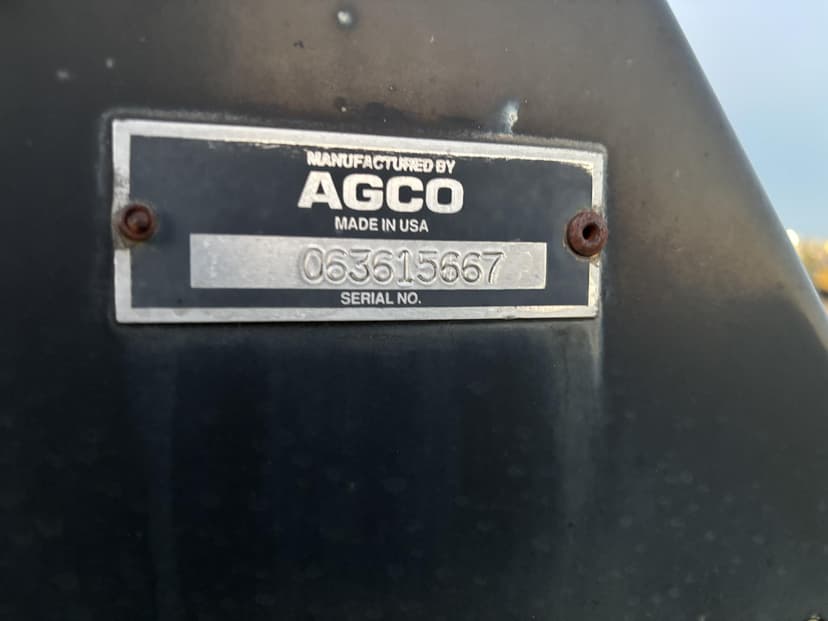 MANUFACTURED BY
AGCO
MADE IN USA
063615667
SERIAL NO.